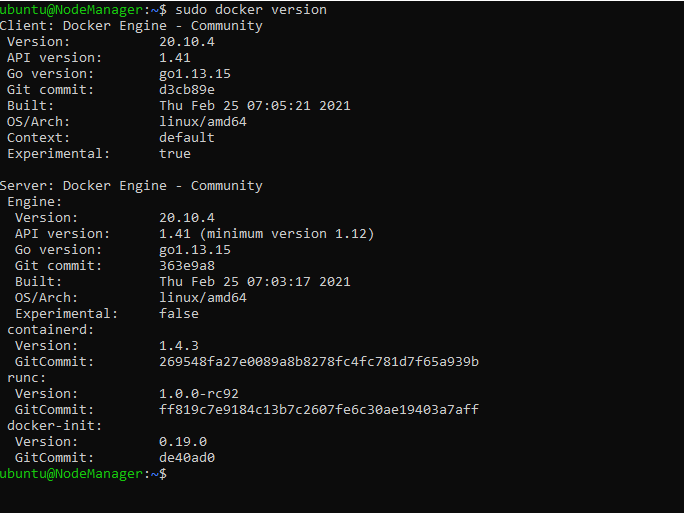 ubuntu@NodeManager:~$ sudo docker version
Client: Docker Engine - Community
 Version:           20.10.4
 API version:       1.41
 Go version:        go1.13.15
 Git commit:        d3cb89e
 Built:             Thu Feb 25 07:05:21 2021
 OS/Arch:           linux/amd64
 Context:           default
 Experimental:      true

Server: Docker Engine - Community
 Engine:
  Version:          20.10.4
  API version:      1.41 (minimum version 1.12)
  Go version:       go1.13.15
  Git commit:       363e9a8
  Built:            Thu Feb 25 07:03:17 2021
  OS/Arch:          linux/amd64
  Experimental:     false
 containerd:
  Version:          1.4.3
  GitCommit:        269548fa27e0089a8b8278fc4fc781d7f65a939b
 runc:
  Version:          1.0.0-rc92
  GitCommit:        ff819c7e9184c13b7c2607fe6c30ae19403a7aff
 docker-init:
  Version:          0.19.0
  GitCommit:        de40ad0
ubuntu@NodeManager:~$